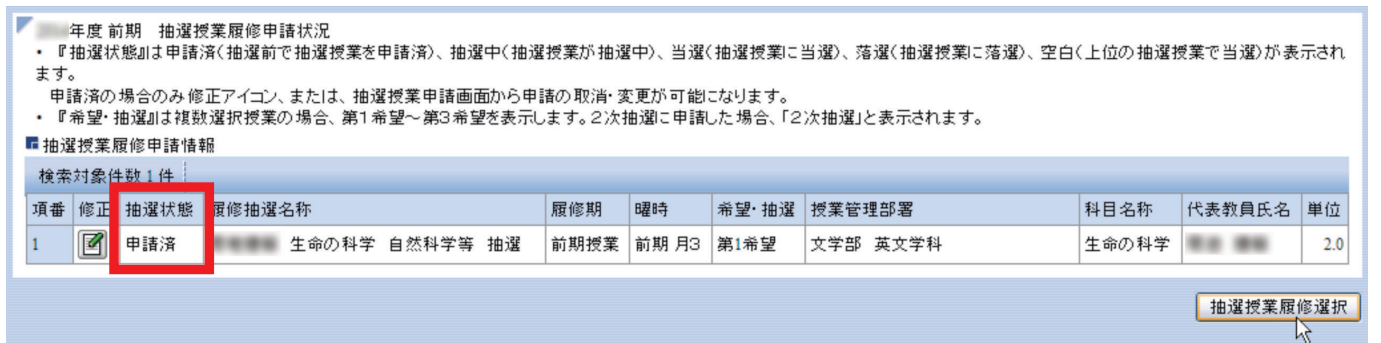 年度 前期 抽選授業履修申請状況
・『抽選状態』は申請済(抽選前で抽選授業を申請済)、抽選中(抽選授業が抽選中)、当選(抽選授業に当選)、落選(抽選授業に落選)、空白(上位の抽選授業で当選)が表示され
ます。
申請済の場合のみ修正アイコン、または、抽選授業申請画面から申請の取消・変更が可能になります。
・『希望・抽選』は複数選択授業の場合、第1希望～第3希望を表示します。2次抽選に申請した場合、「2次抽選」と表示されます。
抽選授業履修申請情報
検索対象件数 1 件
項番 修正 抽選状態 履修抽選名称 履修期 曜時 希望・抽選 授業管理部署 科目名称 代表教員氏名 単位
1 申請済 生命の科学 自然科学等 抽選 前期授業 前期 月3 第1希望 文学部 英文学科 生命の科学 2.0
抽選授業履修選択